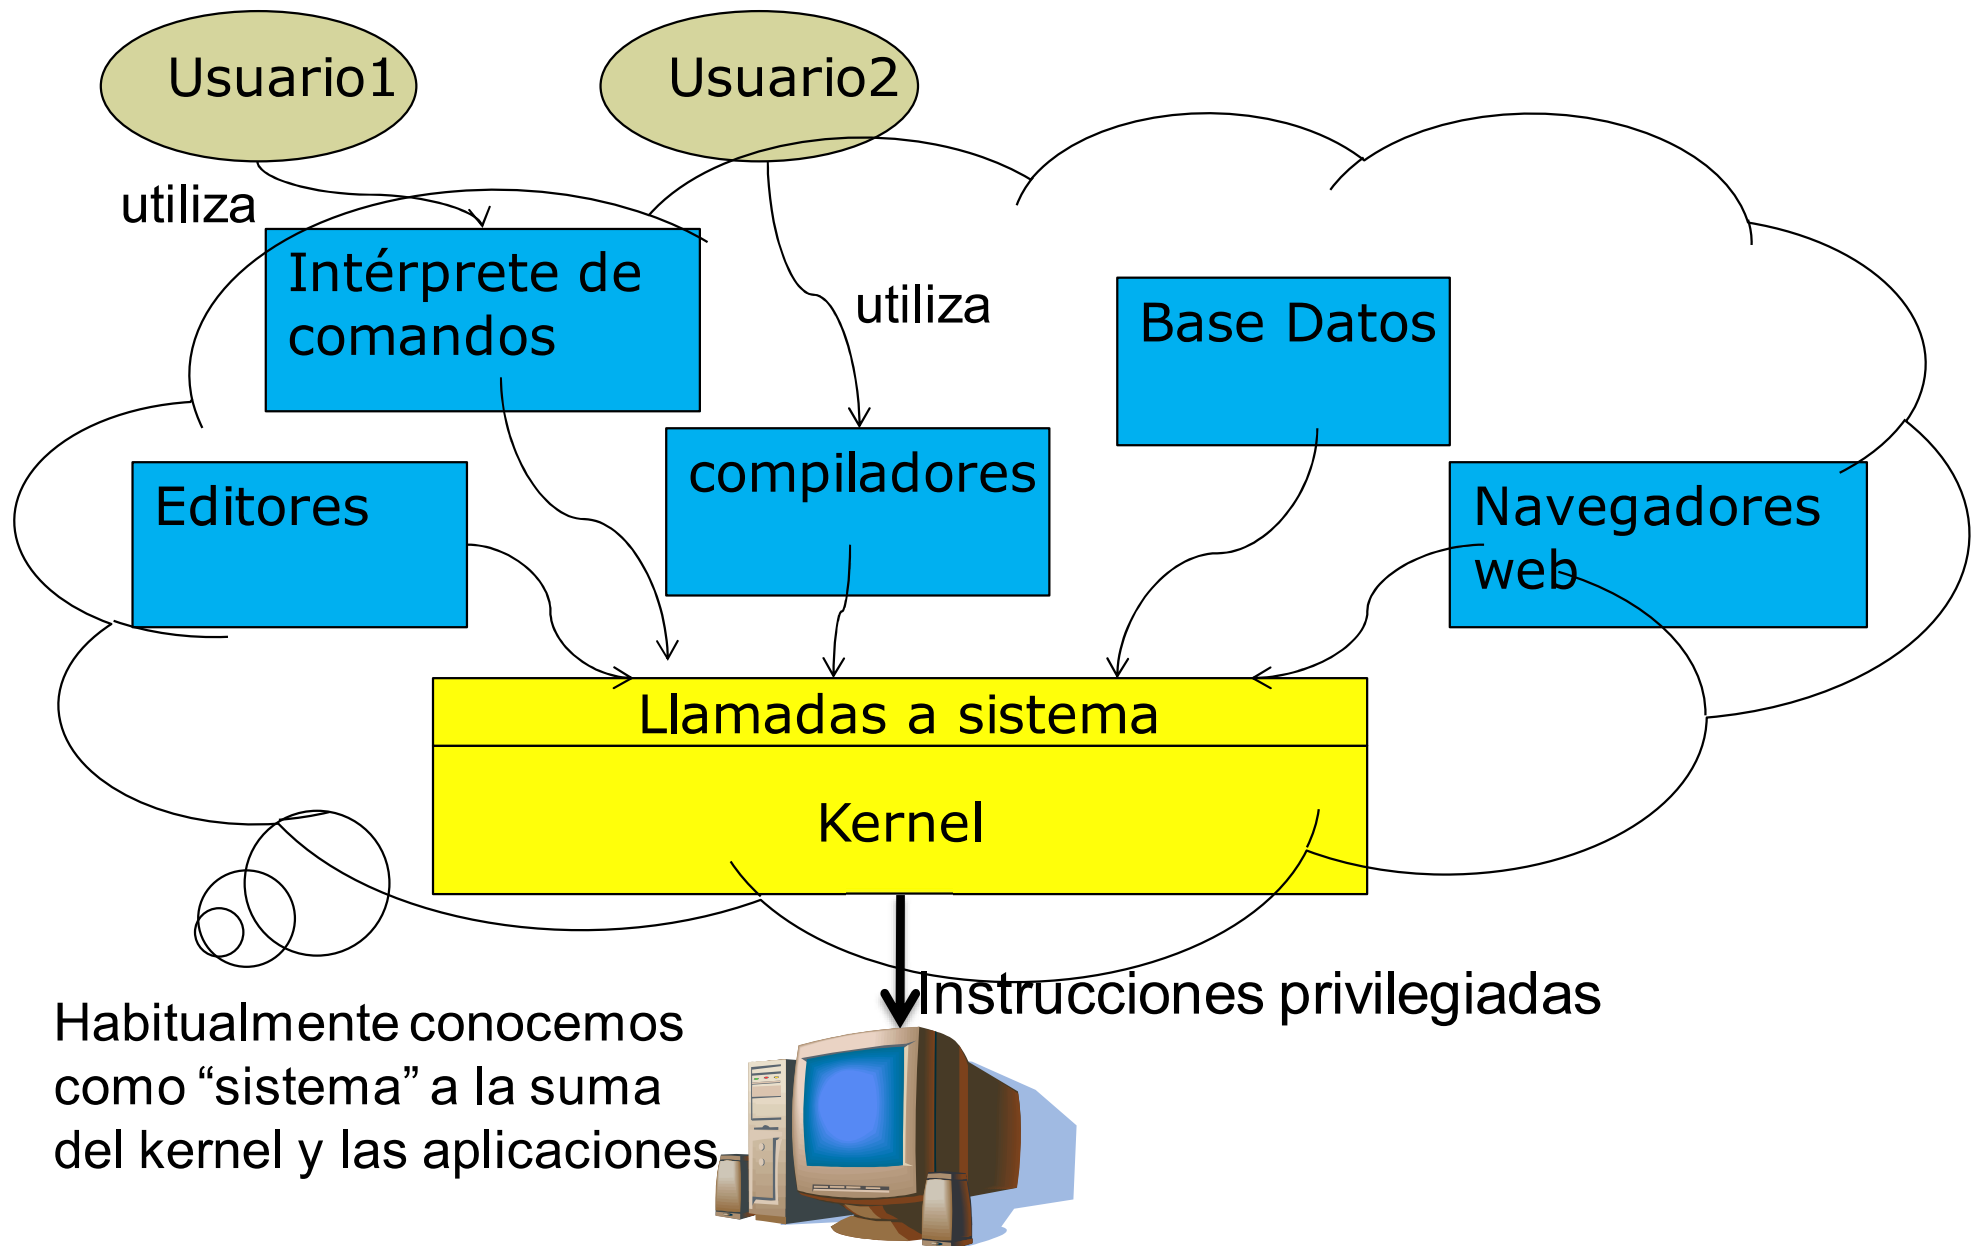 Usuario1
Usuario2
utiliza
Intérprete de
comandos
utiliza
Base Datos
compiladores
Editores
Navegadores
web
Llamadas a sistema
Kernel
Instrucciones privilegiadas
Habitualmente conocemos
como “sistema” a la suma
del kernel y las aplicaciones